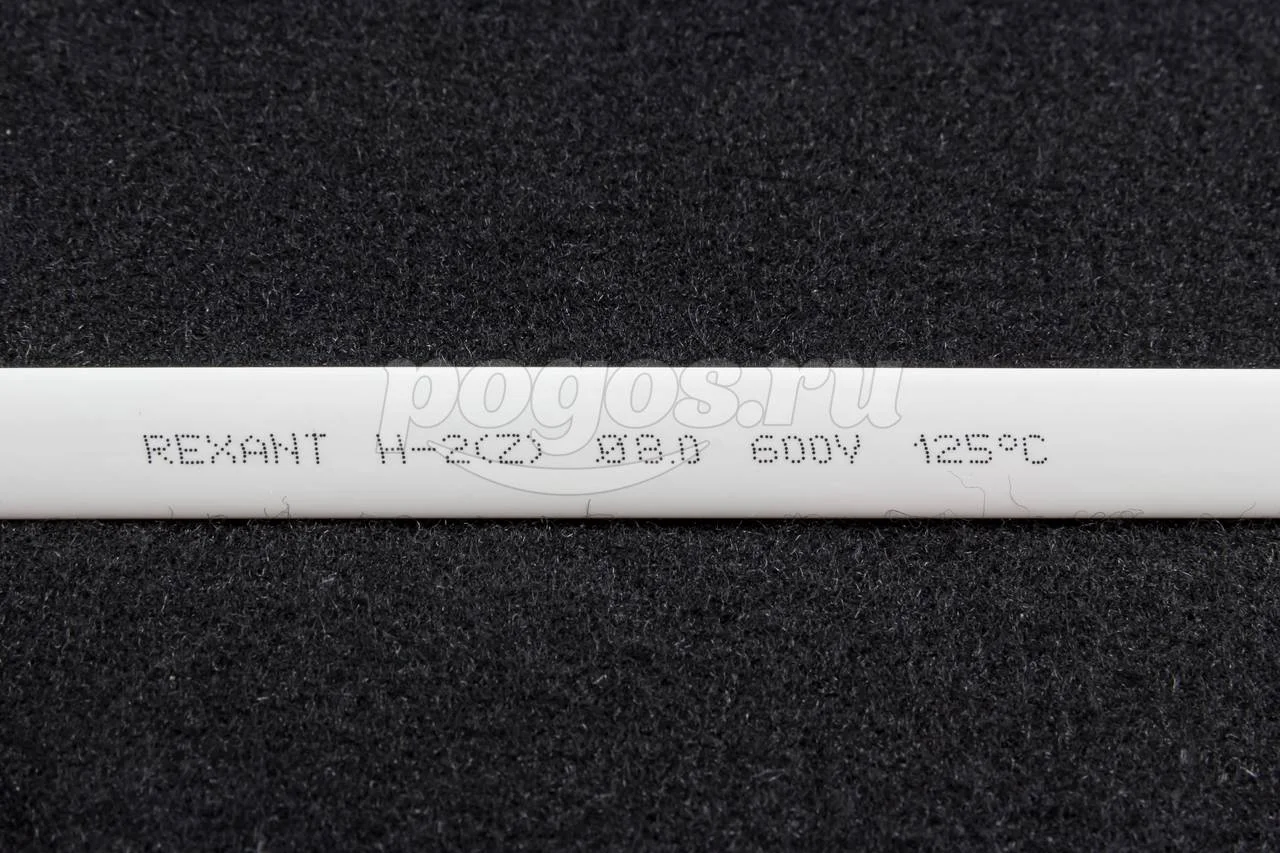 pogos.ru
REXANT H-2(Z) Ø8.0 600V 125°C